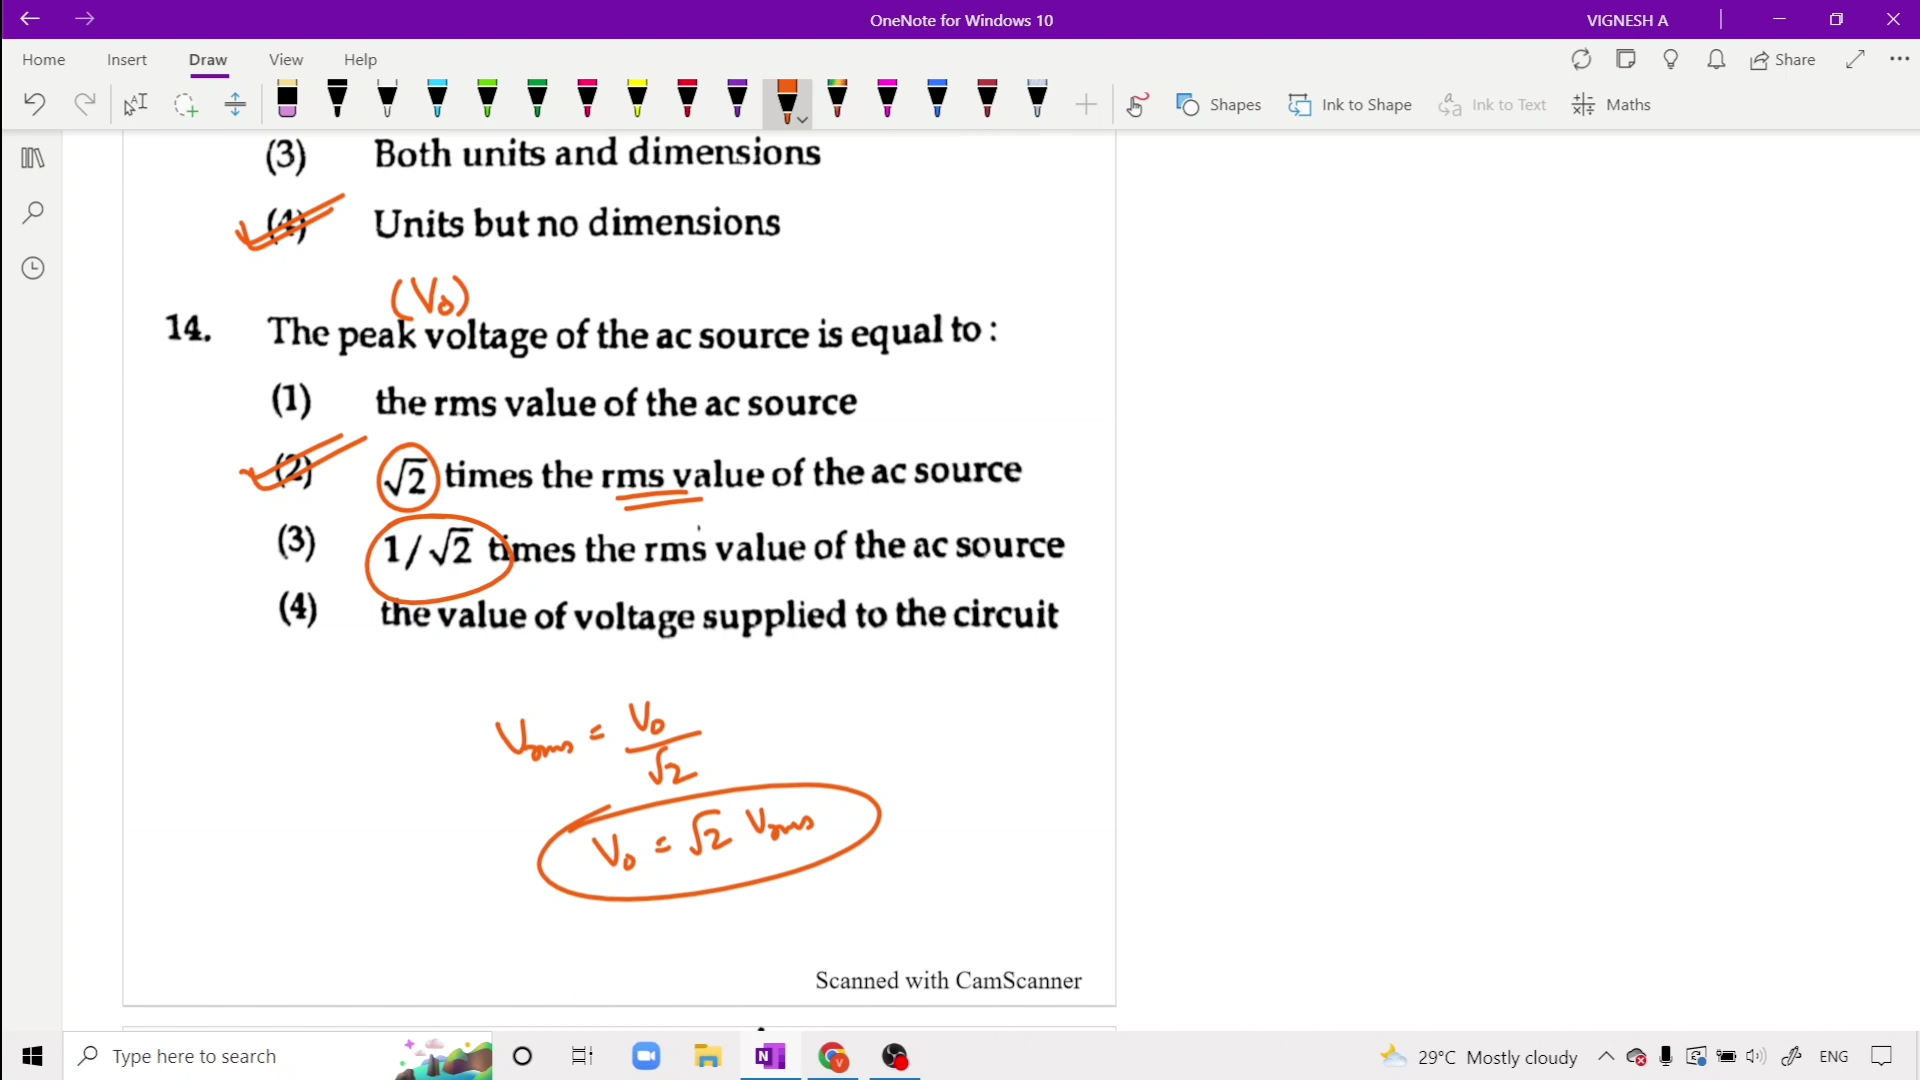 OneNote for Windows 10
VIGNESH A
Home Insert Draw View Help
Share
Shapes Ink to Shape Ink to Text Maths
(3) Both units and dimensions
(4) Units but no dimensions
(V₀)
14. The peak voltage of the ac source is equal to :
(1) the rms value of the ac source
(2) √2 times the rms value of the ac source
(3) 1/√2 times the rms value of the ac source
(4) the value of voltage supplied to the circuit
Vrms = V₀/√2
V₀ = √2 Vrms
Scanned with CamScanner
Type here to search
29°C Mostly cloudy
ENG